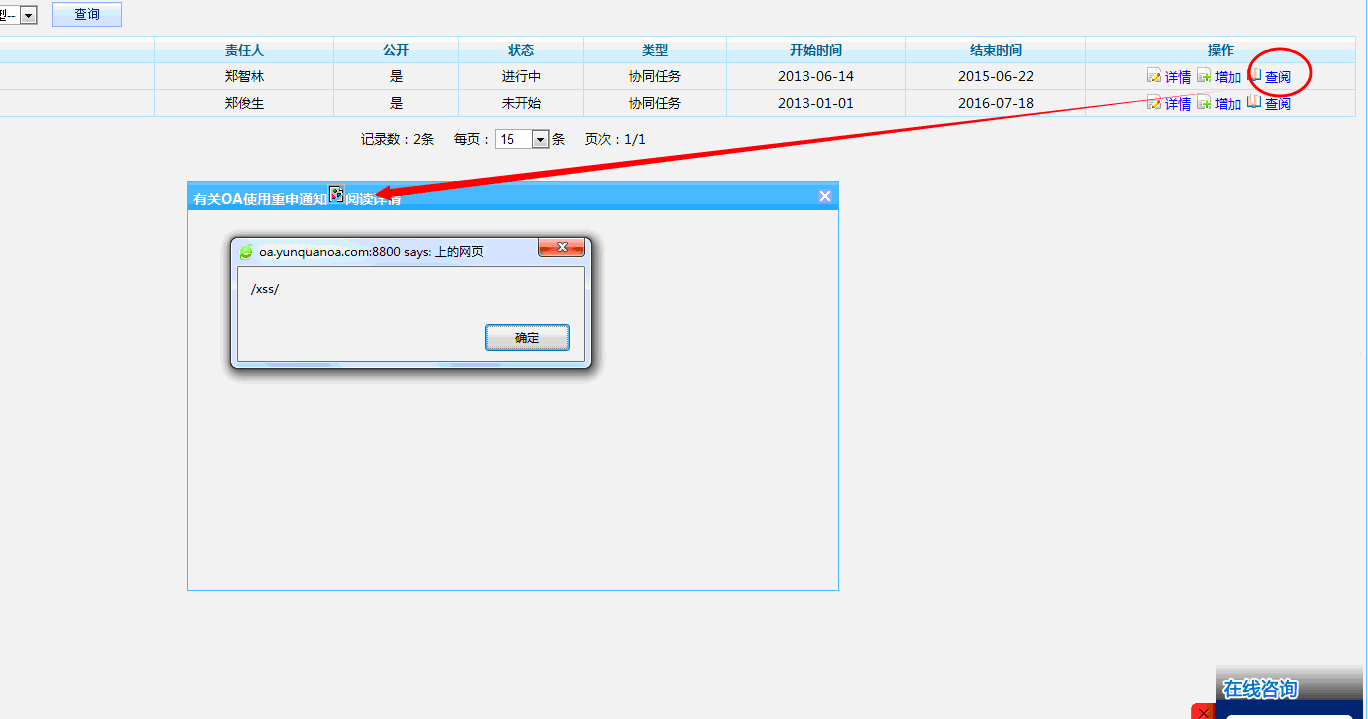 型-- 查询
责任人 公开 状态 类型 开始时间 结束时间 操作
郑智林 是 进行中 协同任务 2013-06-14 2015-06-22 详情 增加 查阅
郑俊生 是 未开始 协同任务 2013-01-01 2016-07-18 详情 增加 查阅
记录数：2条 每页： 15 条 页次：1/1
有关OA使用重申通知 阅读详情
oa.yunquanoa.com:8800 says: 上的网页
/xss/
确定
在线咨询